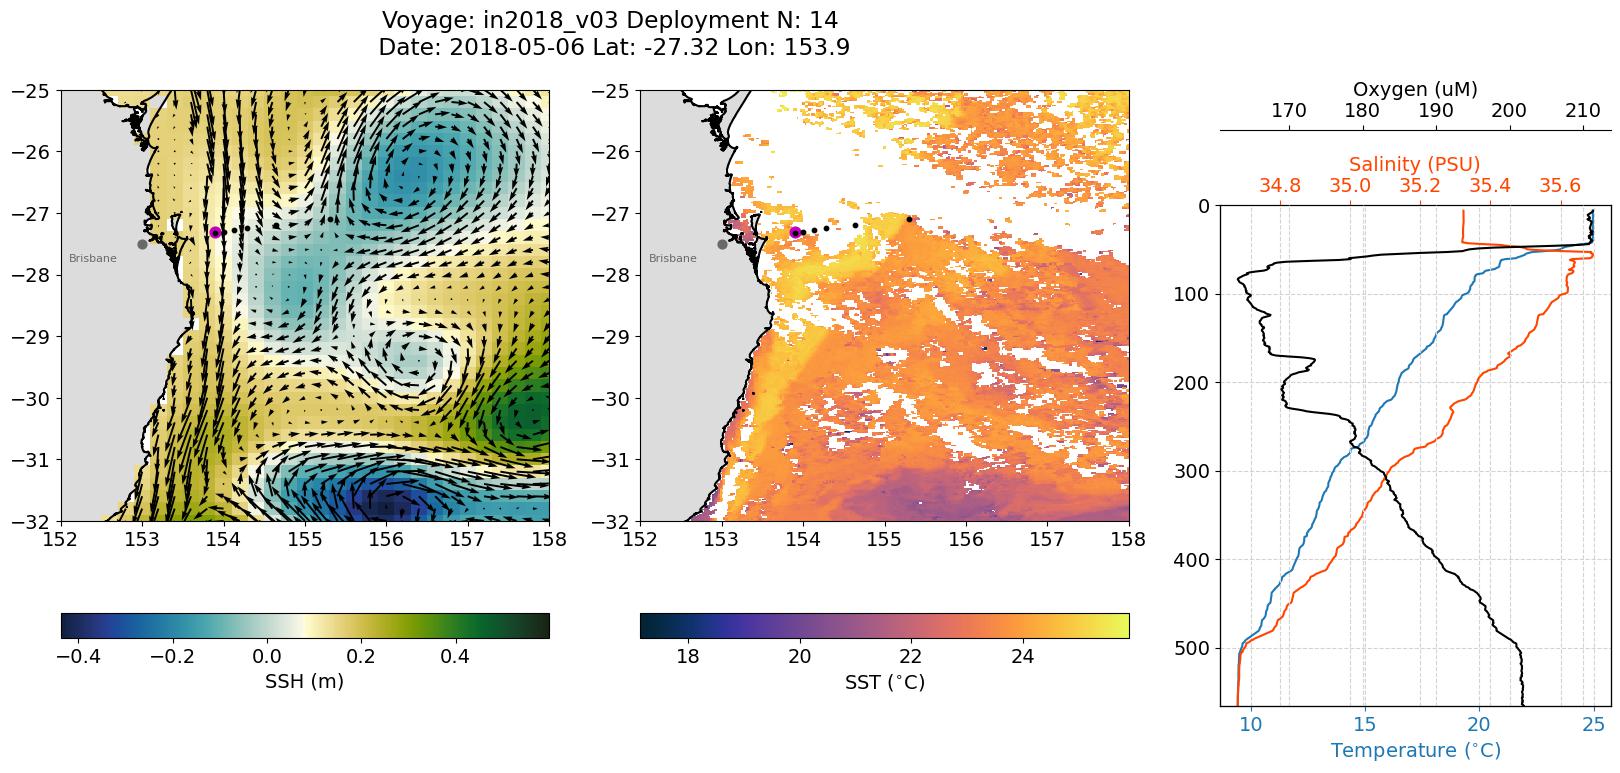 Voyage: in2018_v03 Deployment N: 14
Date: 2018-05-06 Lat: -27.32 Lon: 153.9
−25
−26
−27
−28
−29
−30
−31
−32
152 153 154 155 156 157 158
Brisbane
−0.4 −0.2 0.0 0.2 0.4
SSH (m)
−25
−26
−27
−28
−29
−30
−31
−32
152 153 154 155 156 157 158
Brisbane
18 20 22 24
SST (°C)
Oxygen (uM)
170 180 190 200 210
Salinity (PSU)
34.8 35.0 35.2 35.4 35.6
0
100
200
300
400
500
10 15 20 25
Temperature (°C)